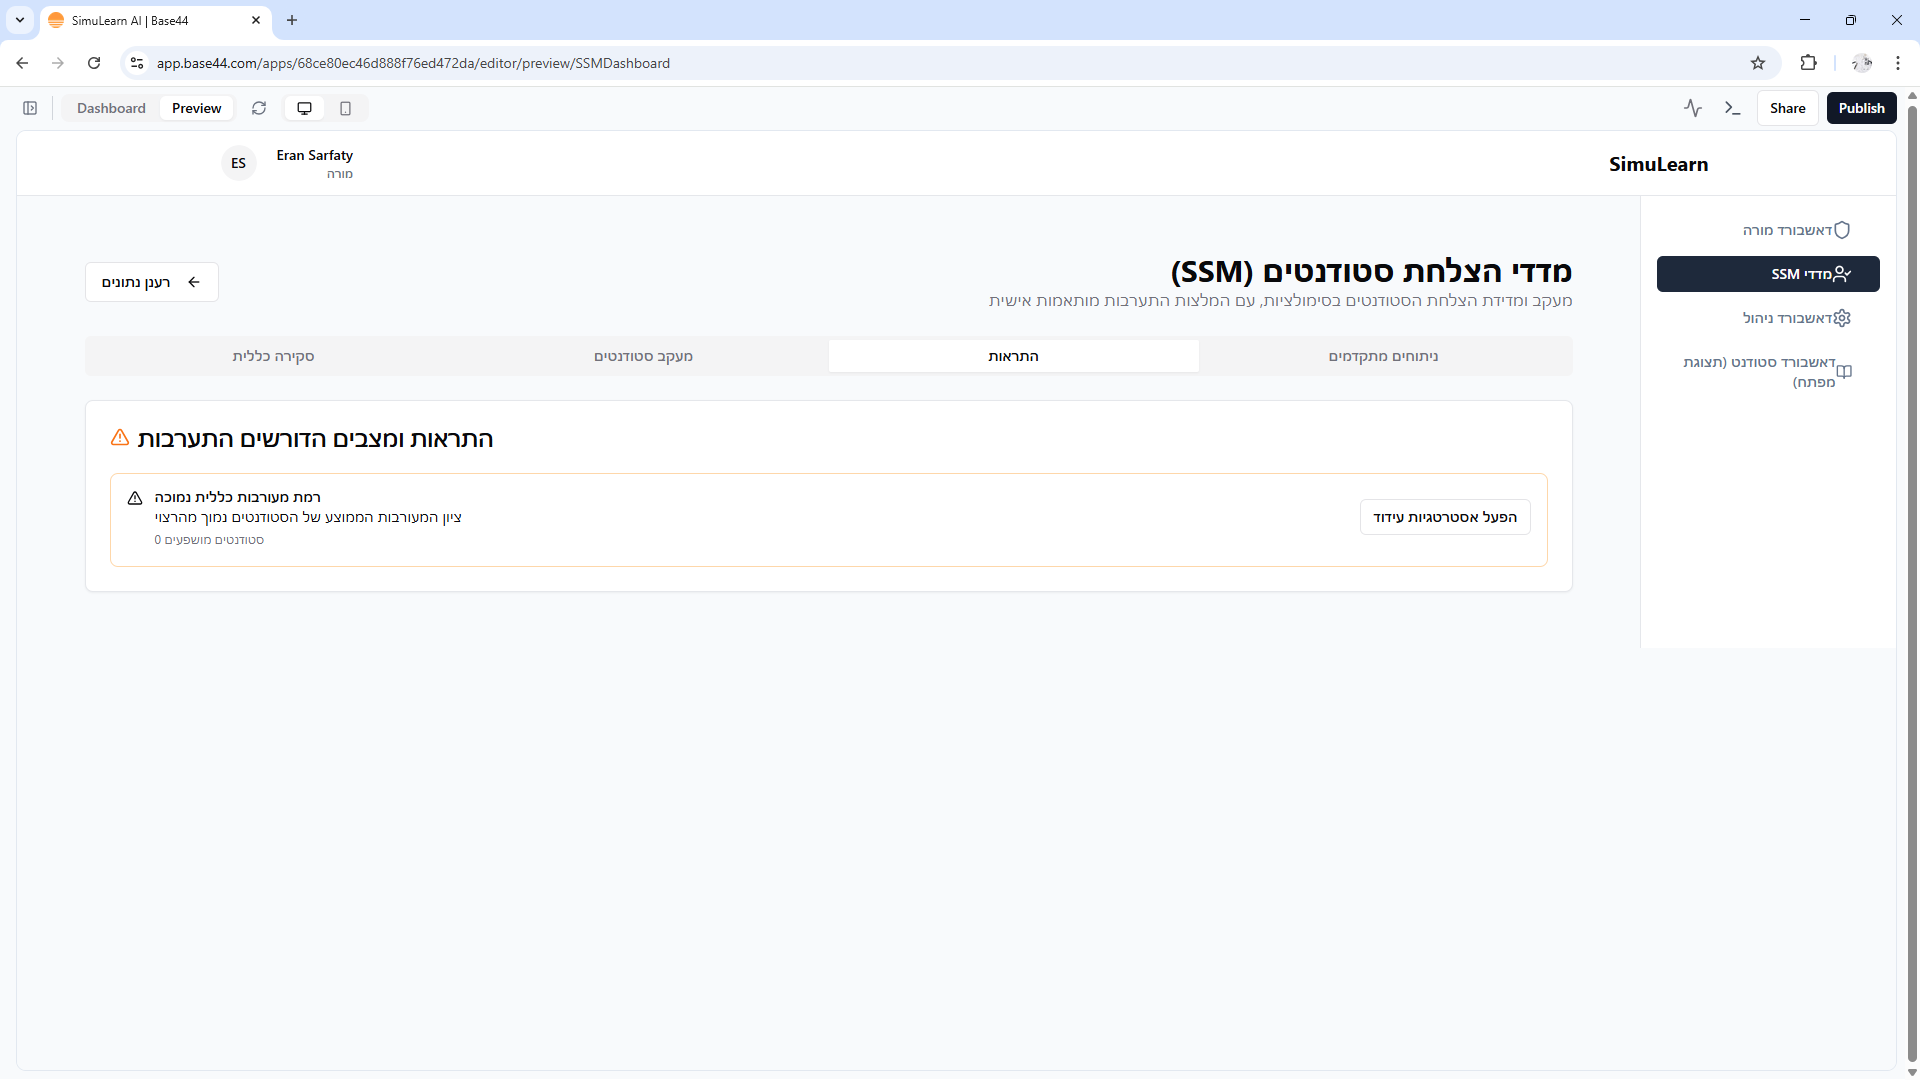 SimuLearn AI | Base44
app.base44.com/apps/68ce80ec46d888f76ed472da/editor/preview/SSMDashboard
Dashboard
Preview
Share
Publish
SimuLearn
Eran Sarfaty
מורה
ES
דאשבורד מורה
מדדי SSM
דאשבורד ניהול
דאשבורד סטודנט (תצוגת
מפתח)
מדדי הצלחת סטודנטים (SSM)
מעקב ומדידת הצלחת הסטודנטים בסימולציות, עם המלצות התערבות מותאמות אישית
רענן נתונים
ניתוחים מתקדמים
התראות
מעקב סטודנטים
סקירה כללית
התראות ומצבים הדורשים התערבות
רמת מעורבות כללית נמוכה
ציון המעורבות הממוצע של הסטודנטים נמוך מהרצוי
סטודנטים מושפעים 0
הפעל אסטרטגיות עידוד